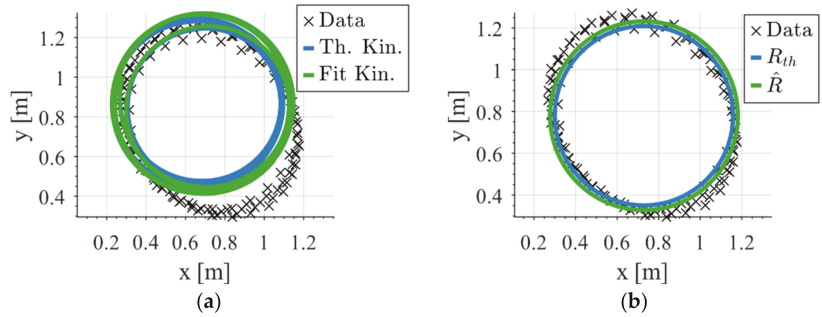 1.2
1
0.8
0.6
0.4
y [m]
0.2 0.4 0.6 0.8 1 1.2
x [m]
× Data
Th. Kin.
Fit Kin.
(a)
1.2
1
0.8
0.6
0.4
y [m]
0.2 0.4 0.6 0.8 1 1.2
x [m]
× Data
R_th
R̂
(b)